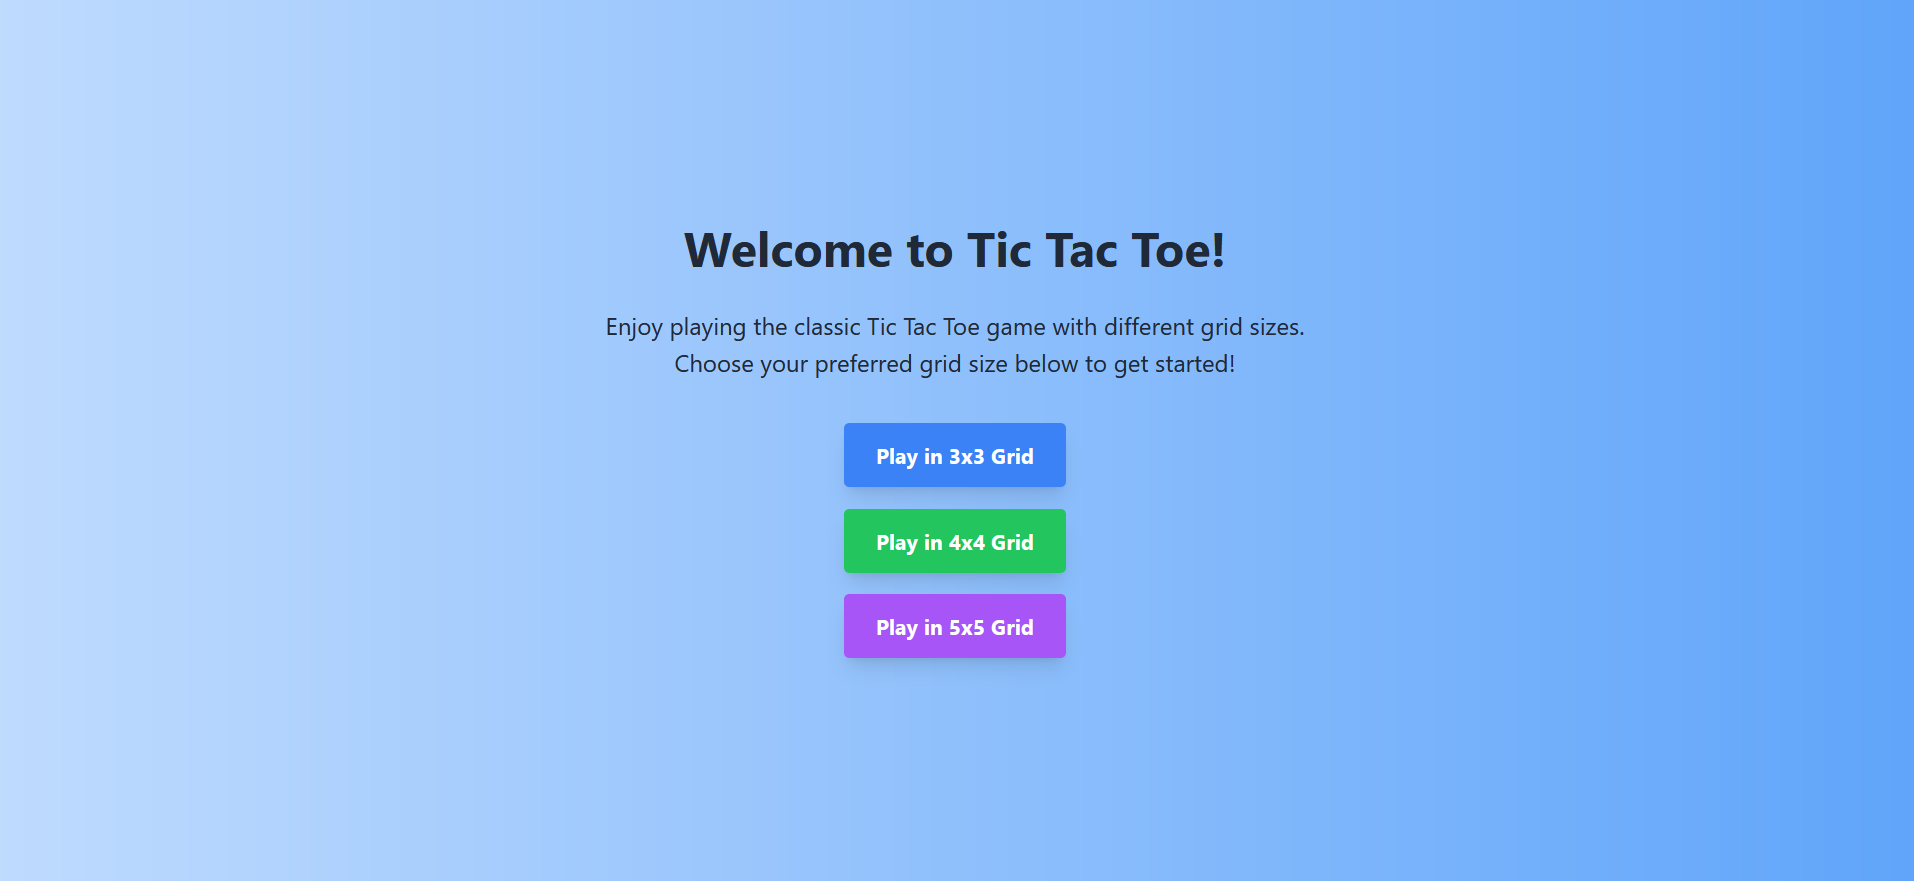 Welcome to Tic Tac Toe!
Enjoy playing the classic Tic Tac Toe game with different grid sizes.
Choose your preferred grid size below to get started!
Play in 3x3 Grid
Play in 4x4 Grid
Play in 5x5 Grid